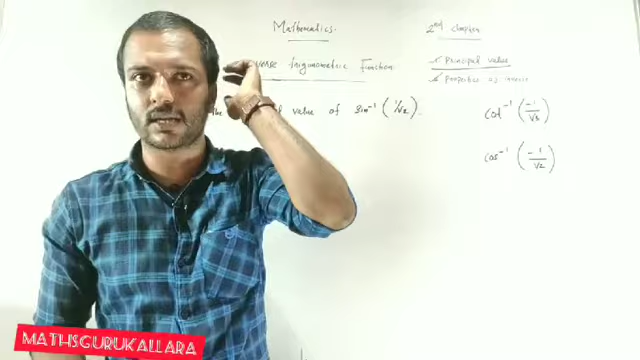 Mathematics.
2nd chapter
Trigonometric Function
Principal value
Properties of inverse
the value of Sin⁻¹ (1/√2).
Cot⁻¹ (-1/√3)
Cos⁻¹ (-1/√2)
MATHSGURUKALLARA